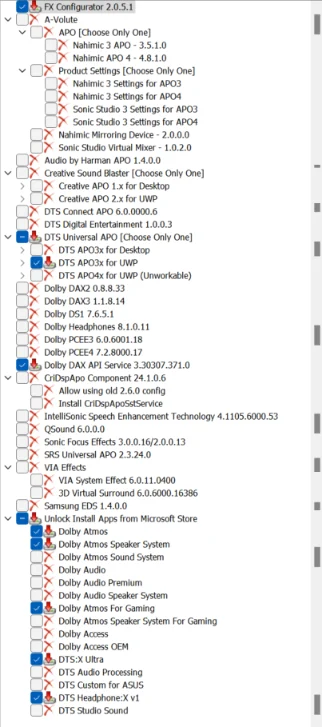 FX Configurator 2.0.5.1
A-Volute
APO [Choose Only One]
Nahimic 3 APO - 3.5.1.0
Nahimic APO 4 - 4.8.1.0
Product Settings [Choose Only One]
Nahimic 3 Settings for APO3
Nahimic 3 Settings for APO4
Sonic Studio 3 Settings for APO3
Sonic Studio 3 Settings for APO4
Nahimic Mirroring Device - 2.0.0.0
Sonic Studio Virtual Mixer - 1.0.2.0
Audio by Harman APO 1.4.0.0
Creative Sound Blaster [Choose Only One]
Creative APO 1.x for Desktop
Creative APO 2.x for UWP
DTS Connect APO 6.0.0000.6
DTS Digital Entertainment 1.0.0.3
DTS Universal APO [Choose Only One]
DTS APO3x for Desktop
DTS APO3x for UWP
DTS APO4x for UWP (Unworkable)
Dolby DAX2 0.8.8.33
Dolby DAX3 1.1.8.14
Dolby DS1 7.6.5.1
Dolby Headphones 8.1.0.11
Dolby PCEE3 6.0.6001.18
Dolby PCEE4 7.2.8000.17
Dolby DAX API Service 3.30307.371.0
CriDspApo Component 24.1.0.6
Allow using old 2.6.0 config
Install CriDspApoSstService
IntelliSonic Speech Enhancement Technology 4.1105.6000.53
QSound 6.0.0.0
Sonic Focus Effects 3.0.0.16/2.0.0.13
SRS Universal APO 2.3.24.0
VIA Effects
VIA System Effect 6.0.11.0400
3D Virtual Surround 6.0.6000.16386
Samsung EDS 1.4.0.0
Unlock Install Apps from Microsoft Store
Dolby Atmos
Dolby Atmos Speaker System
Dolby Atmos Sound System
Dolby Audio
Dolby Audio Premium
Dolby Audio Speaker System
Dolby Atmos For Gaming
Dolby Atmos Speaker System For Gaming
Dolby Access
Dolby Access OEM
DTS:X Ultra
DTS Audio Processing
DTS Custom for ASUS
DTS Headphone:X v1
DTS Studio Sound